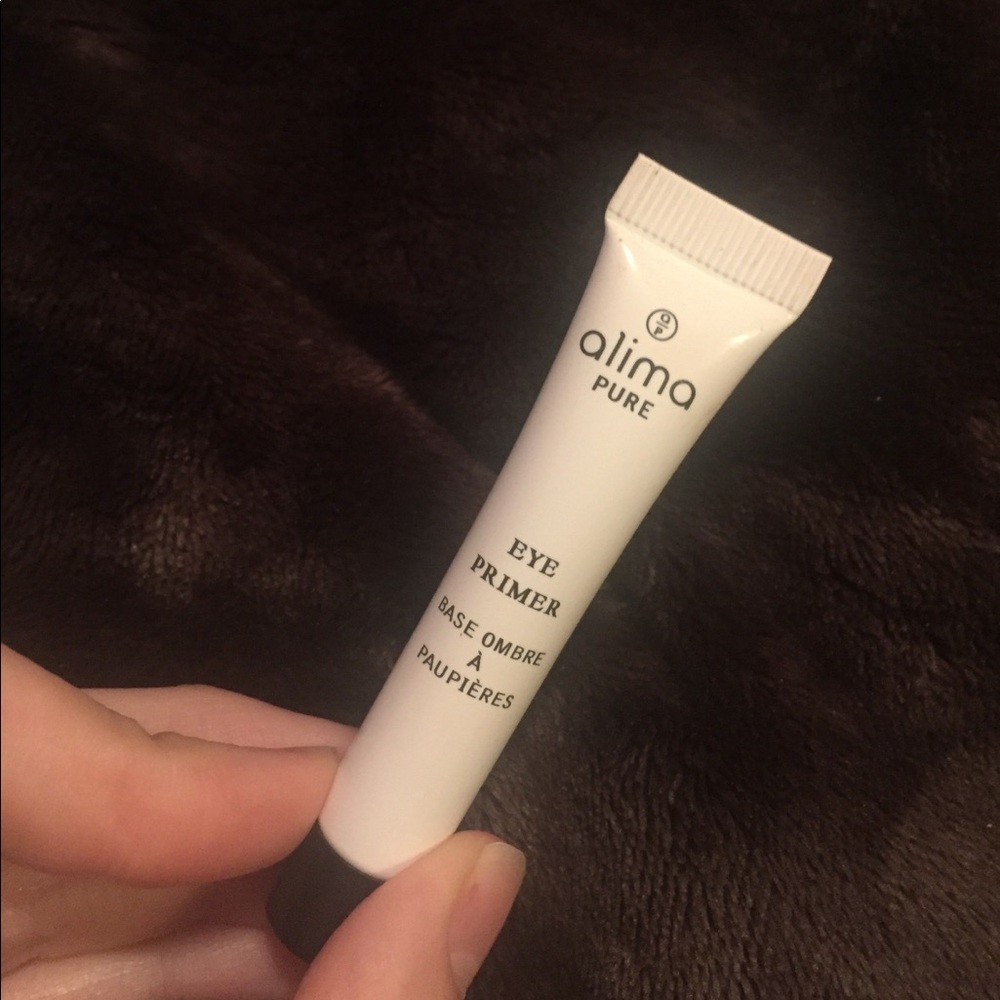 a
P
alima
PURE
EYE
PRIMER
BASE OMBRE
À
PAUPIÈRES